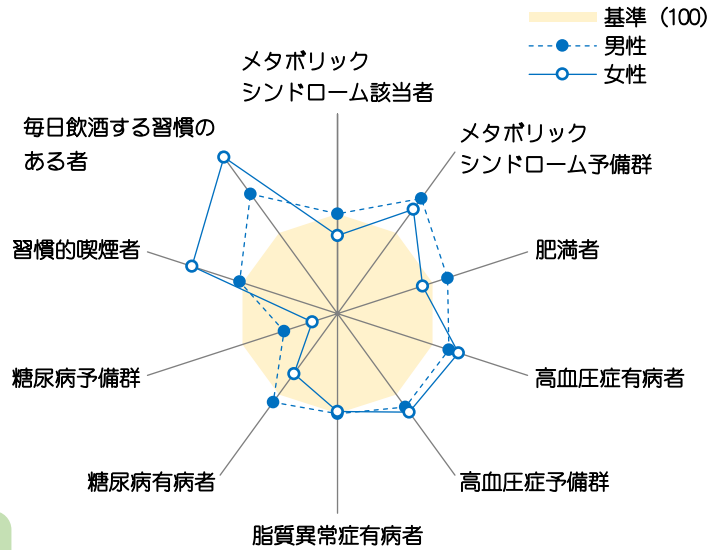 基準（100）
男性
女性
メタボリック
シンドローム該当者
メタボリック
シンドローム予備群
肥満者
高血圧症有病者
高血圧症予備群
脂質異常症有病者
糖尿病有病者
糖尿病予備群
習慣的喫煙者
毎日飲酒する習慣の
ある者